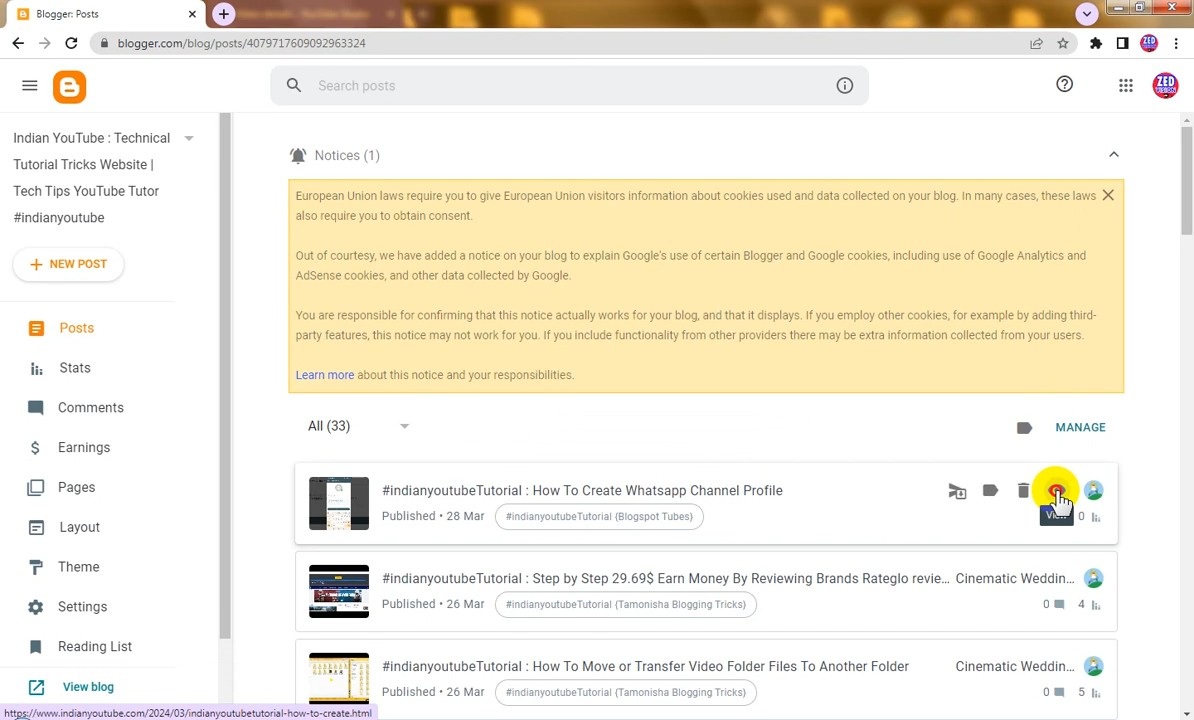 Blogger: Posts
blogger.com/blog/posts/4079717609092963324
Search posts
ZED VISION
Indian YouTube : Technical
Tutorial Tricks Website |
Tech Tips YouTube Tutor
#indianyoutube
NEW POST
Posts
Stats
Comments
Earnings
Pages
Layout
Theme
Settings
Reading List
View blog
Notices (1)
European Union laws require you to give European Union visitors information about cookies used and data collected on your blog. In many cases, these laws
also require you to obtain consent.
Out of courtesy, we have added a notice on your blog to explain Google's use of certain Blogger and Google cookies, including use of Google Analytics and
AdSense cookies, and other data collected by Google.
You are responsible for confirming that this notice actually works for your blog, and that it displays. If you employ other cookies, for example by adding third-
party features, this notice may not work for you. If you include functionality from other providers there may be extra information collected from your users.
Learn more about this notice and your responsibilities.
All (33)
MANAGE
#indianyoutubeTutorial : How To Create Whatsapp Channel Profile
Published • 28 Mar #indianyoutubeTutorial {Blogspot Tubes}
0
#indianyoutubeTutorial : Step by Step 29.69$ Earn Money By Reviewing Brands Rateglo revie... Cinematic Weddin...
Published • 26 Mar #indianyoutubeTutorial {Tamonisha Blogging Tricks} 0 4
#indianyoutubeTutorial : How To Move or Transfer Video Folder Files To Another Folder Cinematic Weddin...
Published • 26 Mar #indianyoutubeTutorial {Tamonisha Blogging Tricks} 0 5
https://www.indianyoutube.com/2024/03/indianyoutubetutorial-how-to-create.html